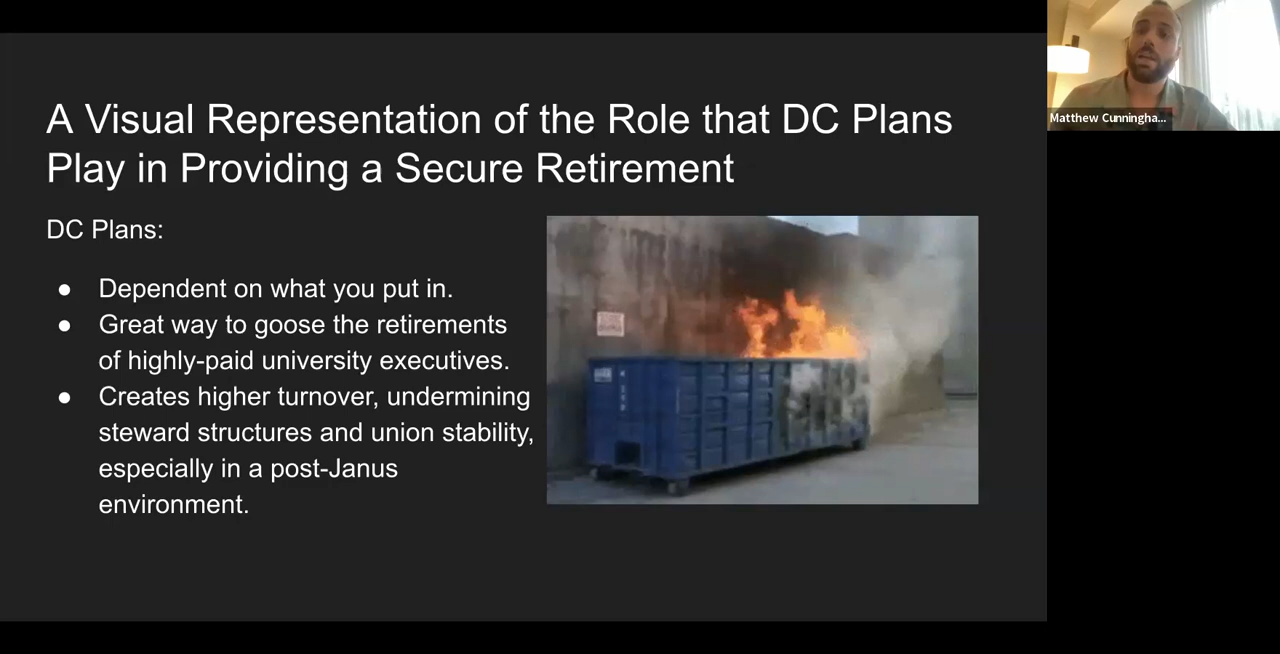 A Visual Representation of the Role that DC Plans
Play in Providing a Secure Retirement
DC Plans:
● Dependent on what you put in.
● Great way to goose the retirements
of highly-paid university executives.
● Creates higher turnover, undermining
steward structures and union stability,
especially in a post-Janus
environment.
Matthew Cunningha...